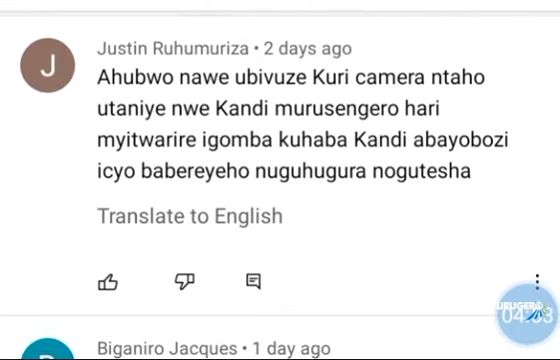 J
Justin Ruhumuriza • 2 days ago
Ahubwo nawe ubivuze Kuri camera ntaho
utaniye nwe Kandi murusengero hari
myitwarire igomba kuhaba Kandi abayobozi
icyo babereyeho nuguhugura nogutesha
Translate to English
URUGERO
Biganiro Jacques • 1 day ago